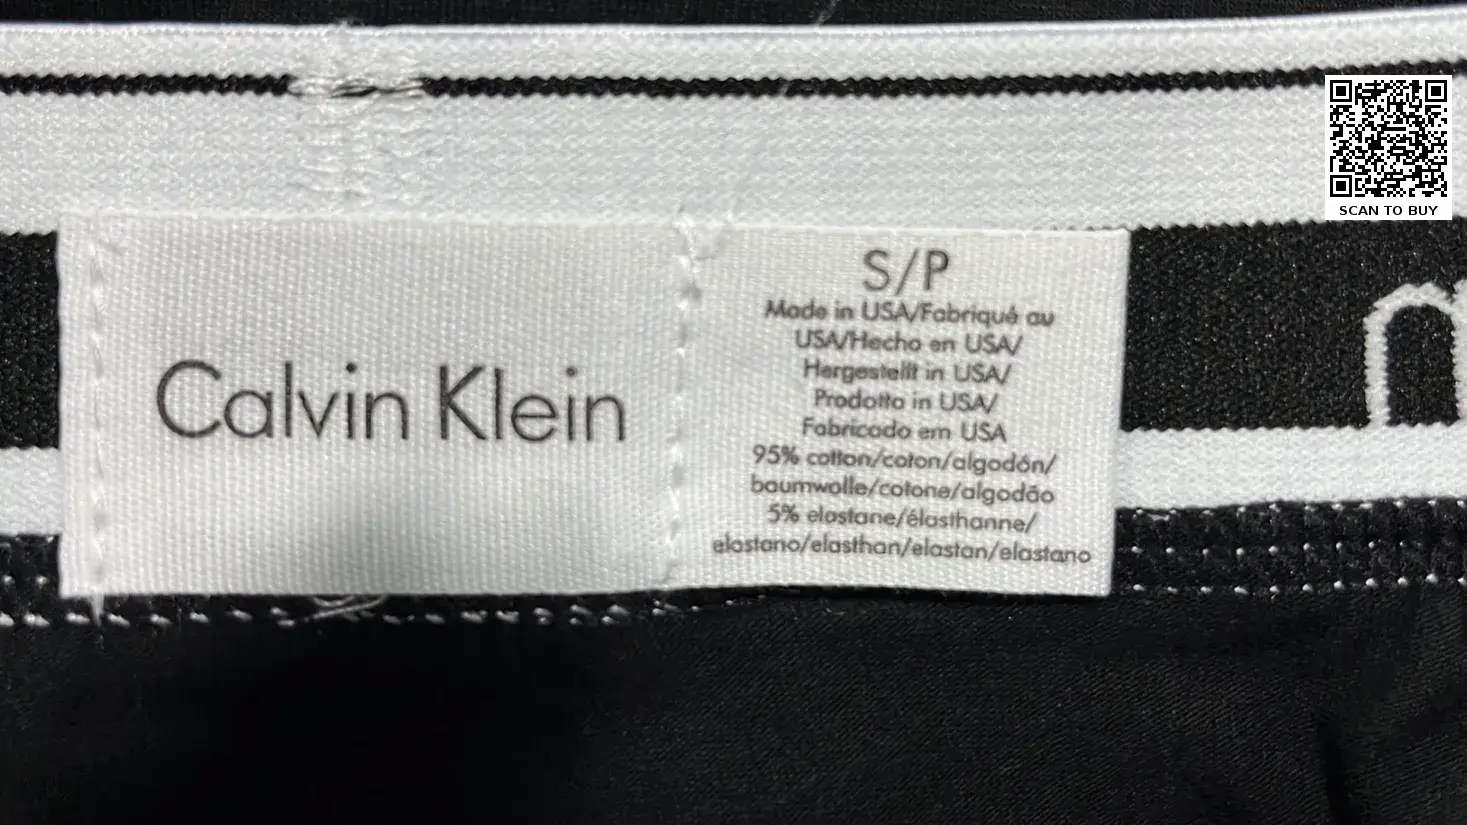 SCAN TO BUY
Calvin Klein
S/P
Made in USA/Fabriqué au
USA/Hecho en USA/
Hergestellt in USA/
Prodotto in USA/
Fabricado em USA
95% cotton/coton/algodón/
baumwolle/cotone/algodão
5% elastane/élasthanne/
elastano/elasthan/elastan/elastano